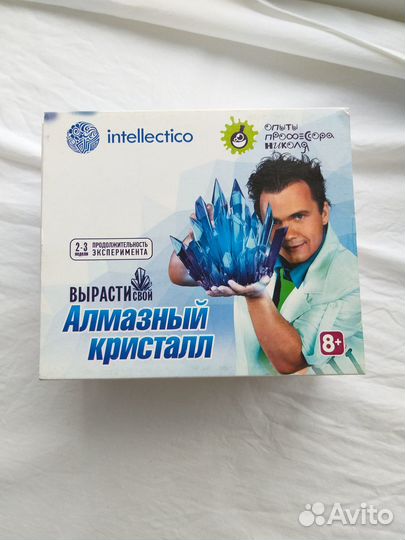 intellectico
ОПЫТЫ
ПРОФЕССОРА
НИКОЛЯ
2-3
недели
ПРОДОЛЖИТЕЛЬНОСТЬ
ЭКСПЕРИМЕНТА
ВЫРАСТИ СВОЙ
Алмазный
кристалл
8+
Avito